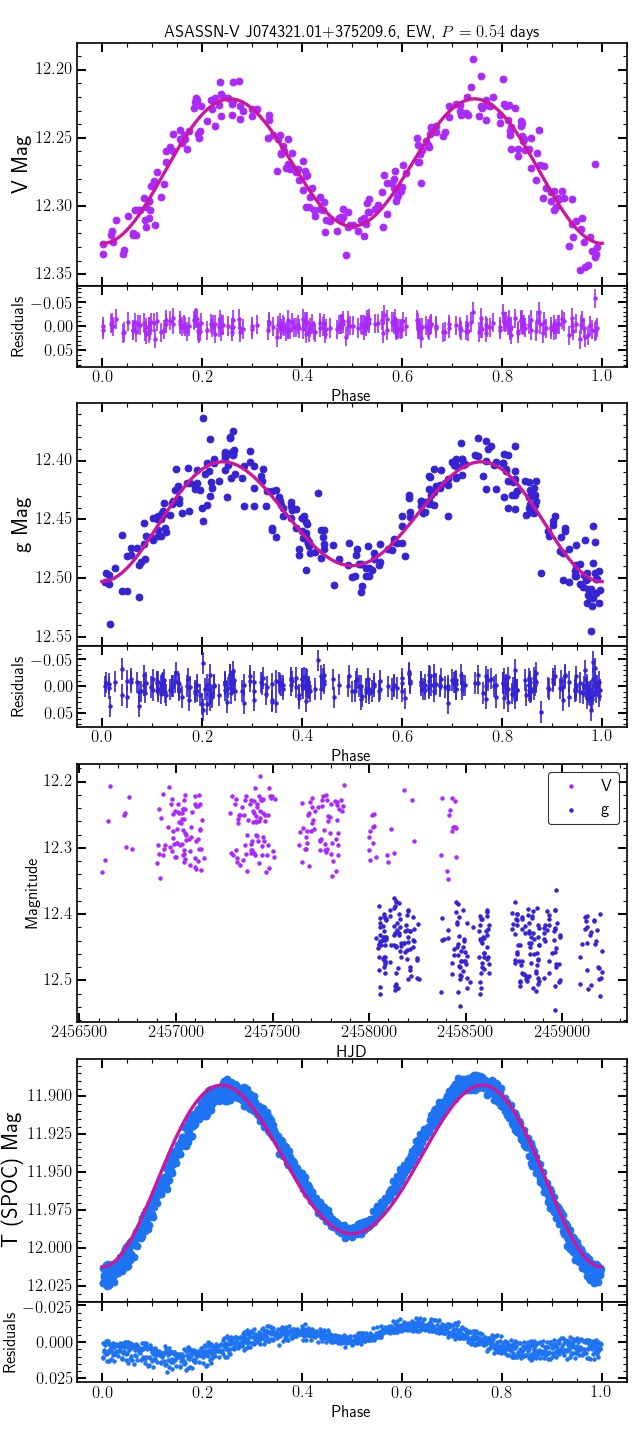 ASASSN-V J074321.01+375209.6, EW, P = 0.54 days
12.20
12.25
12.30
12.35
V Mag
−0.05
0.00
0.05
Residuals
0.0 0.2 0.4 0.6 0.8 1.0
Phase
12.40
12.45
12.50
12.55
g Mag
−0.05
0.00
0.05
Residuals
0.0 0.2 0.4 0.6 0.8 1.0
Phase
12.2
12.3
12.4
12.5
Magnitude
V
g
2456500 2457000 2457500 2458000 2458500 2459000
HJD
11.900
11.925
11.950
11.975
12.000
12.025
T (SPOC) Mag
−0.025
0.000
0.025
Residuals
0.0 0.2 0.4 0.6 0.8 1.0
Phase